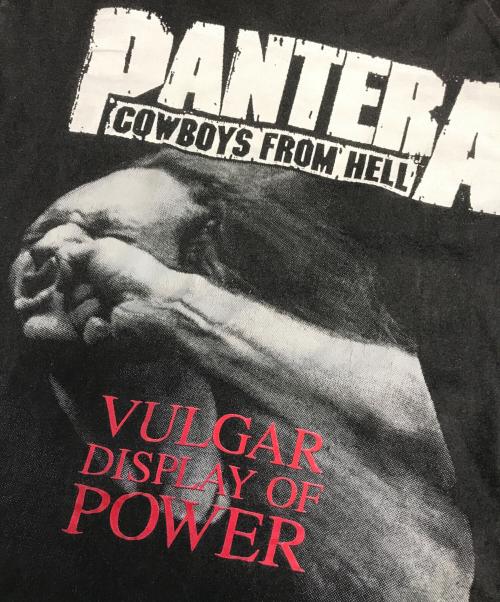 PANTERA
COWBOYS FROM HELL
VULGAR
DISPLAY OF
POWER